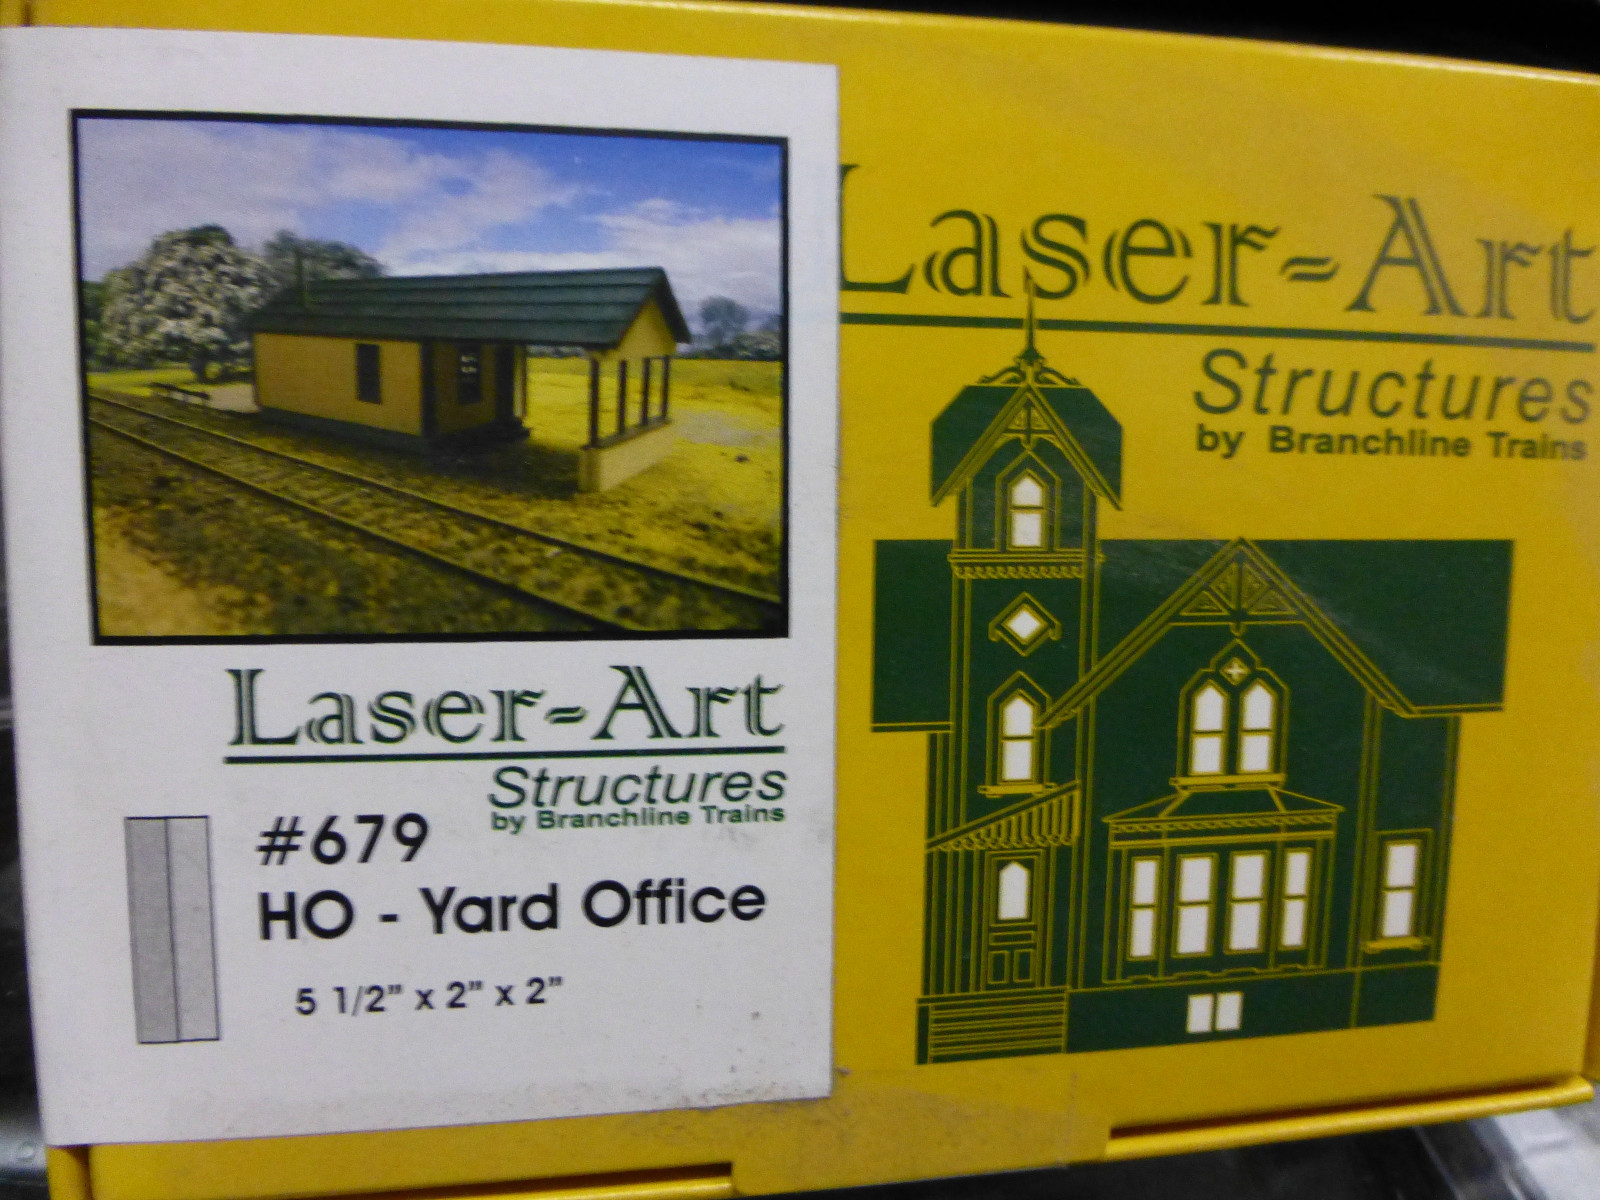 Laser-Art
Structures
by Branchline Trains
#679
HO - Yard Office
5 1/2" x 2" x 2"
Laser-Art
Structures
by Branchline Trains